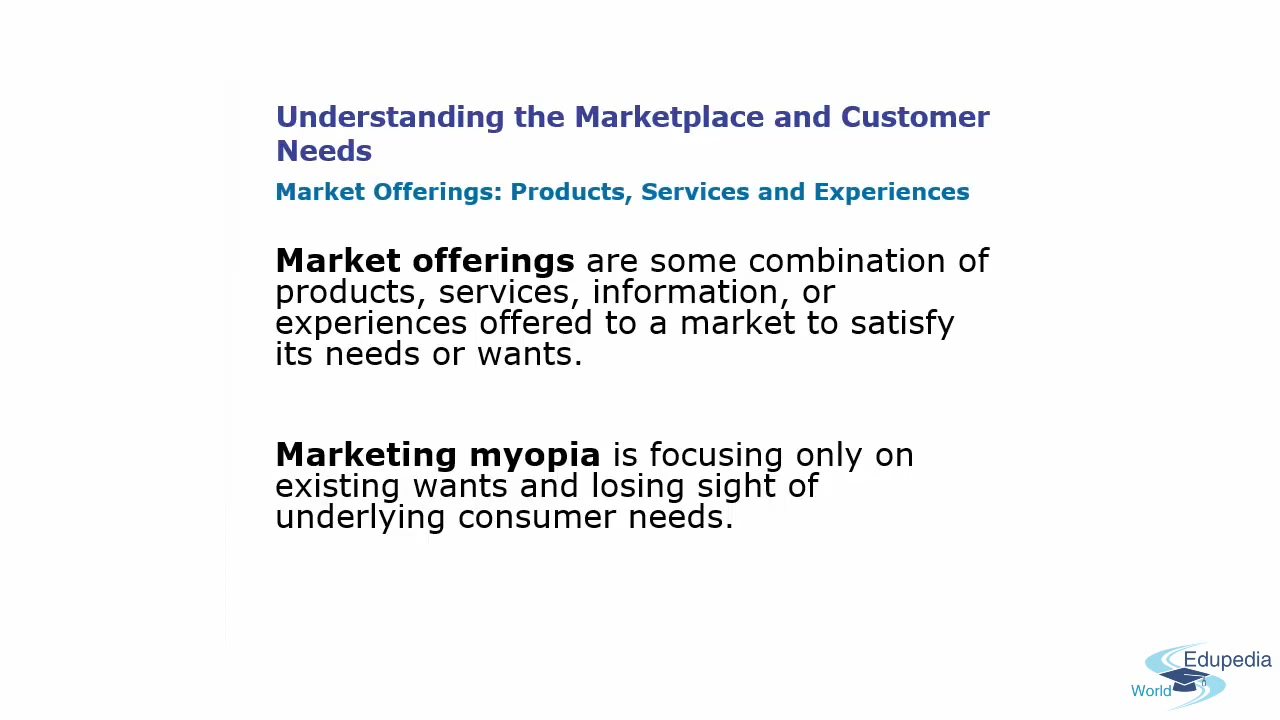 Understanding the Marketplace and Customer
Needs
Market Offerings: Products, Services and Experiences
Market offerings are some combination of
products, services, information, or
experiences offered to a market to satisfy
its needs or wants.
Marketing myopia is focusing only on
existing wants and losing sight of
underlying consumer needs.
Edupedia
World